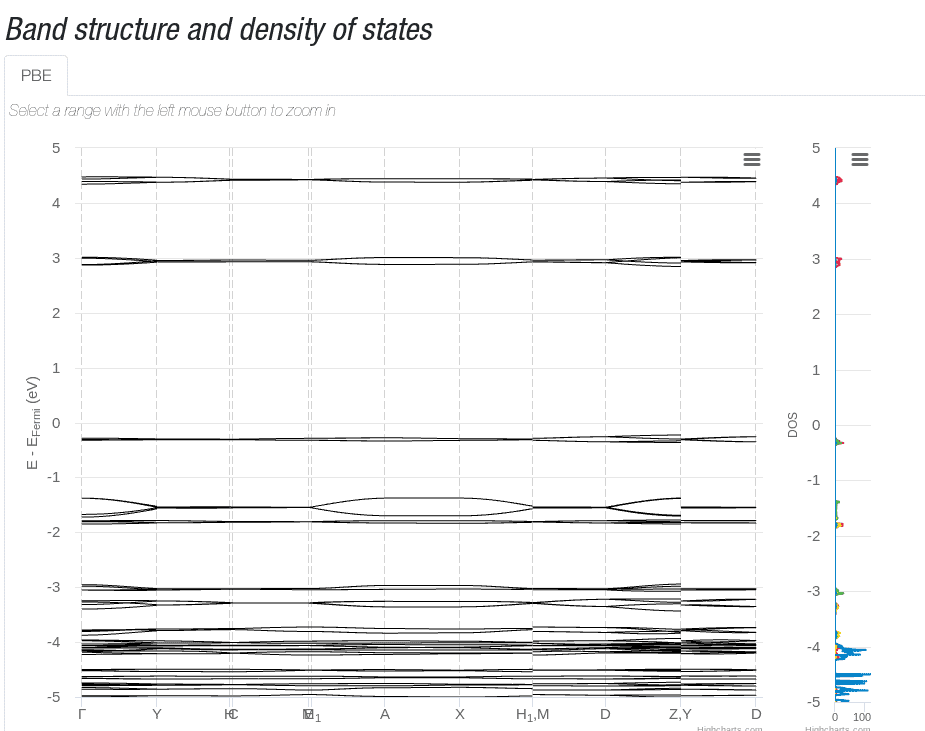 Band structure and density of states
PBE
Select a range with the left mouse button to zoom in
5
4
3
2
1
0
-1
-2
-3
-4
-5
E - EFermi (eV)
Γ Y C A X H1,M D Z,Y D
Highcharts.com
5
4
3
2
1
0
-1
-2
-3
-4
-5
DOS
0 100
Highcharts.com